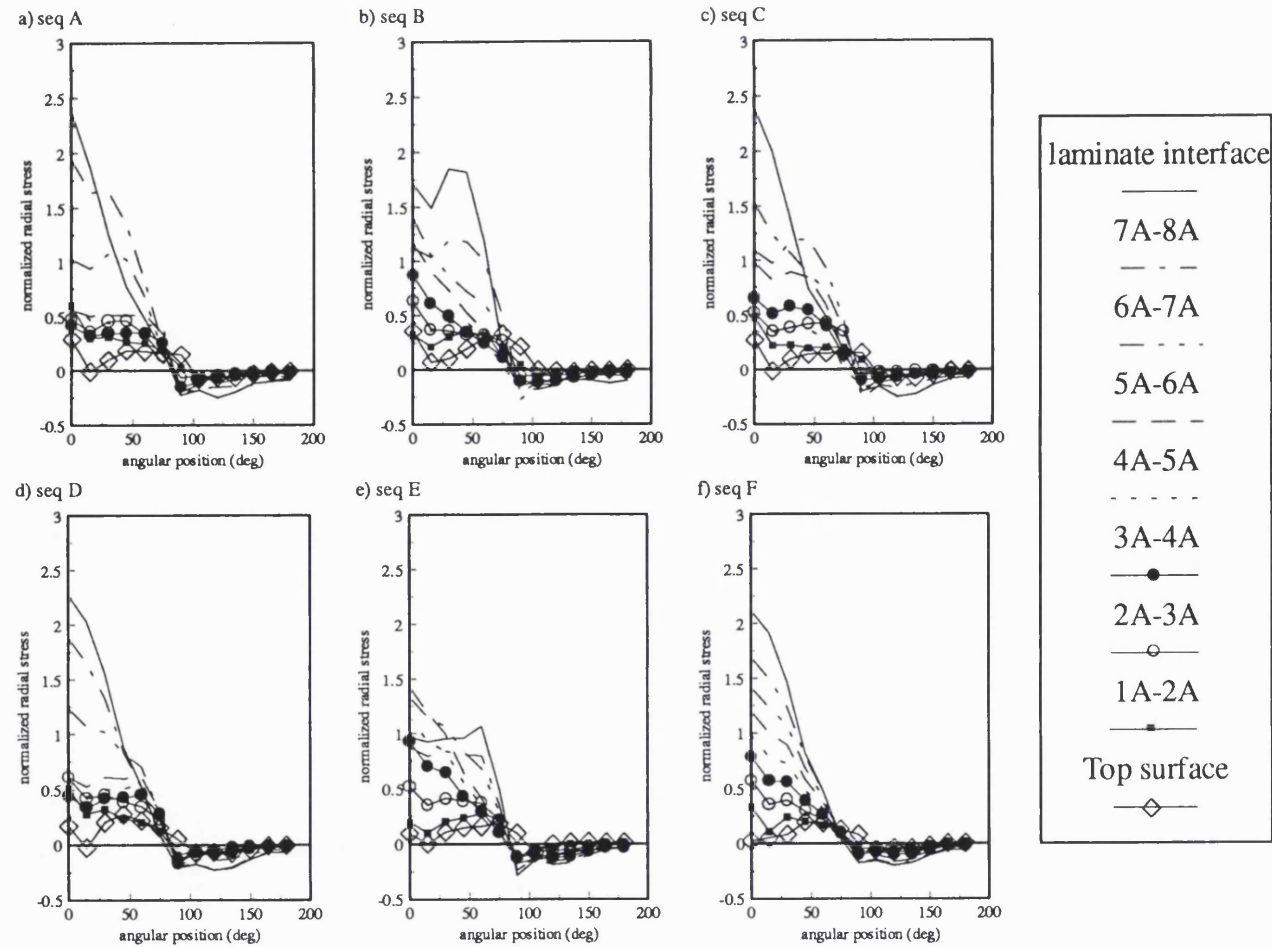 a) seq A
3
2.5
2
1.5
1
0.5
0
-0.5
0 50 100 150 200
normalized radial stress
angular position (deg)
b) seq B
3
2.5
2
1.5
1
0.5
0
-0.5
0 50 100 150 200
normalized radial stress
angular position (deg)
c) seq C
3
2.5
2
1.5
1
0.5
0
-0.5
0 50 100 150 200
normalized radial stress
angular position (deg)
d) seq D
3
2.5
2
1.5
1
0.5
0
-0.5
0 50 100 150 200
normalized radial stress
angular position (deg)
e) seq E
3
2.5
2
1.5
1
0.5
0
-0.5
0 50 100 150 200
normalized radial stress
angular position (deg)
f) seq F
3
2.5
2
1.5
1
0.5
0
-0.5
0 50 100 150 200
normalized radial stress
angular position (deg)
laminate interface
7A-8A
6A-7A
5A-6A
4A-5A
3A-4A
2A-3A
1A-2A
Top surface